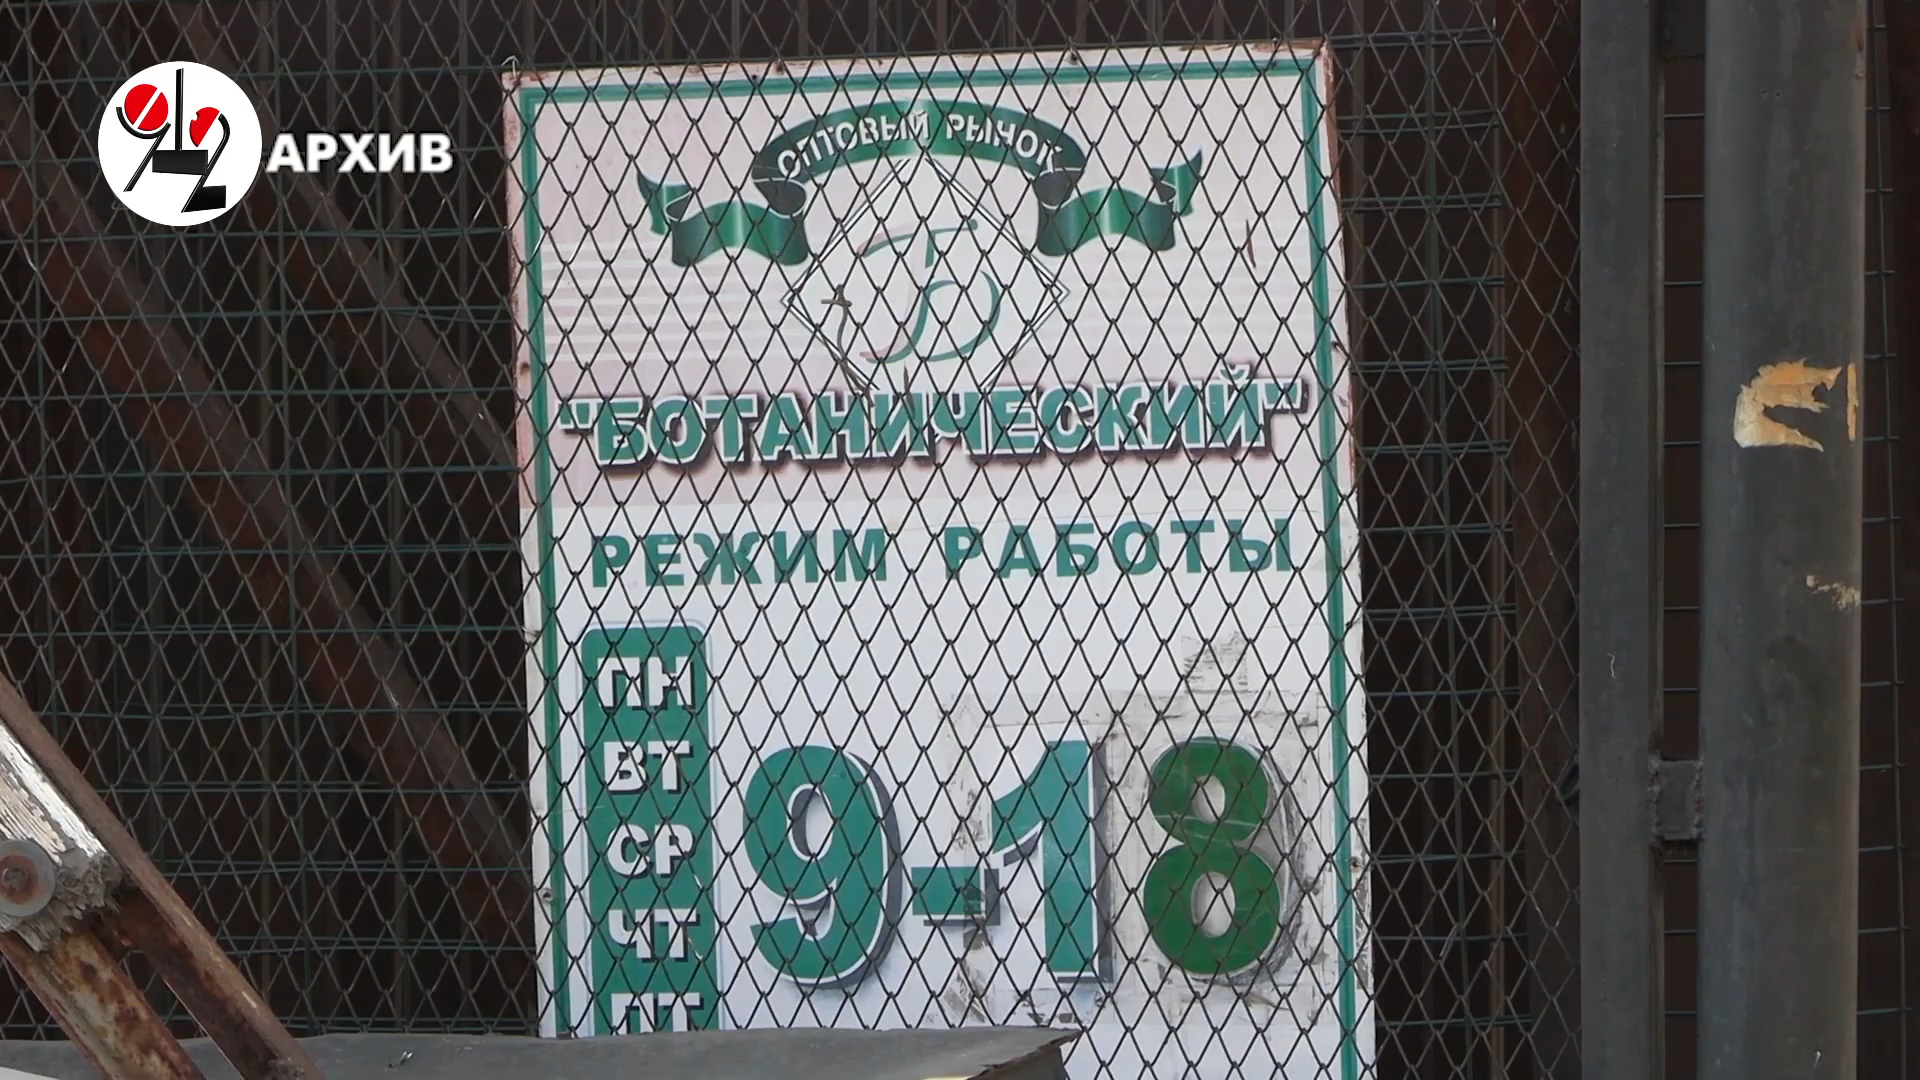 АРХИВ
ОПТОВЫЙ РЫНОК
Б
"БОТАНИЧЕСКИЙ"
РЕЖИМ РАБОТЫ
ПН
ВТ
СР
ЧТ
ПТ
9-18